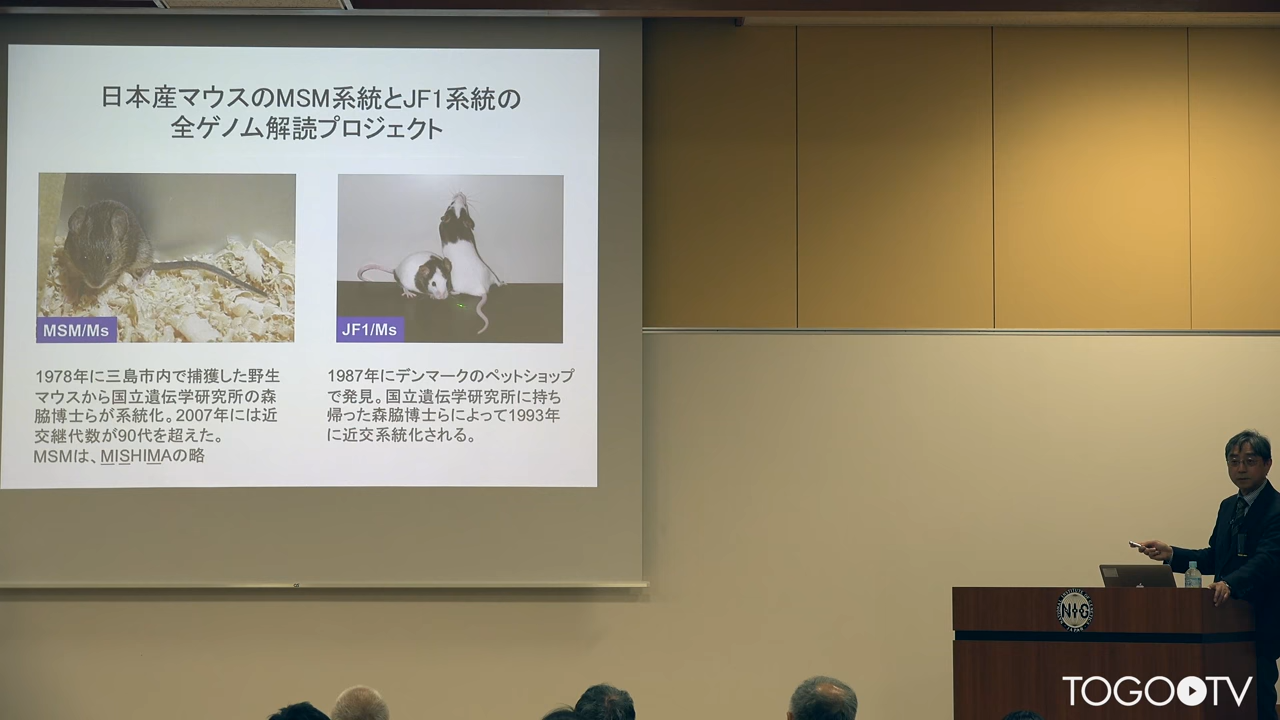 日本産マウスのMSM系統とJF1系統の
全ゲノム解読プロジェクト
MSM/Ms
JF1/Ms
1978年に三島市内で捕獲した野生
マウスから国立遺伝学研究所の森
脇博士らが系統化。2007年には近
交継代数が90代を超えた。
MSMは、MISHIMAの略
1987年にデンマークのペットショップ
で発見。国立遺伝学研究所に持ち
帰った森脇博士らによって1993年
に近交系統化される。
NIG
TOGOTV